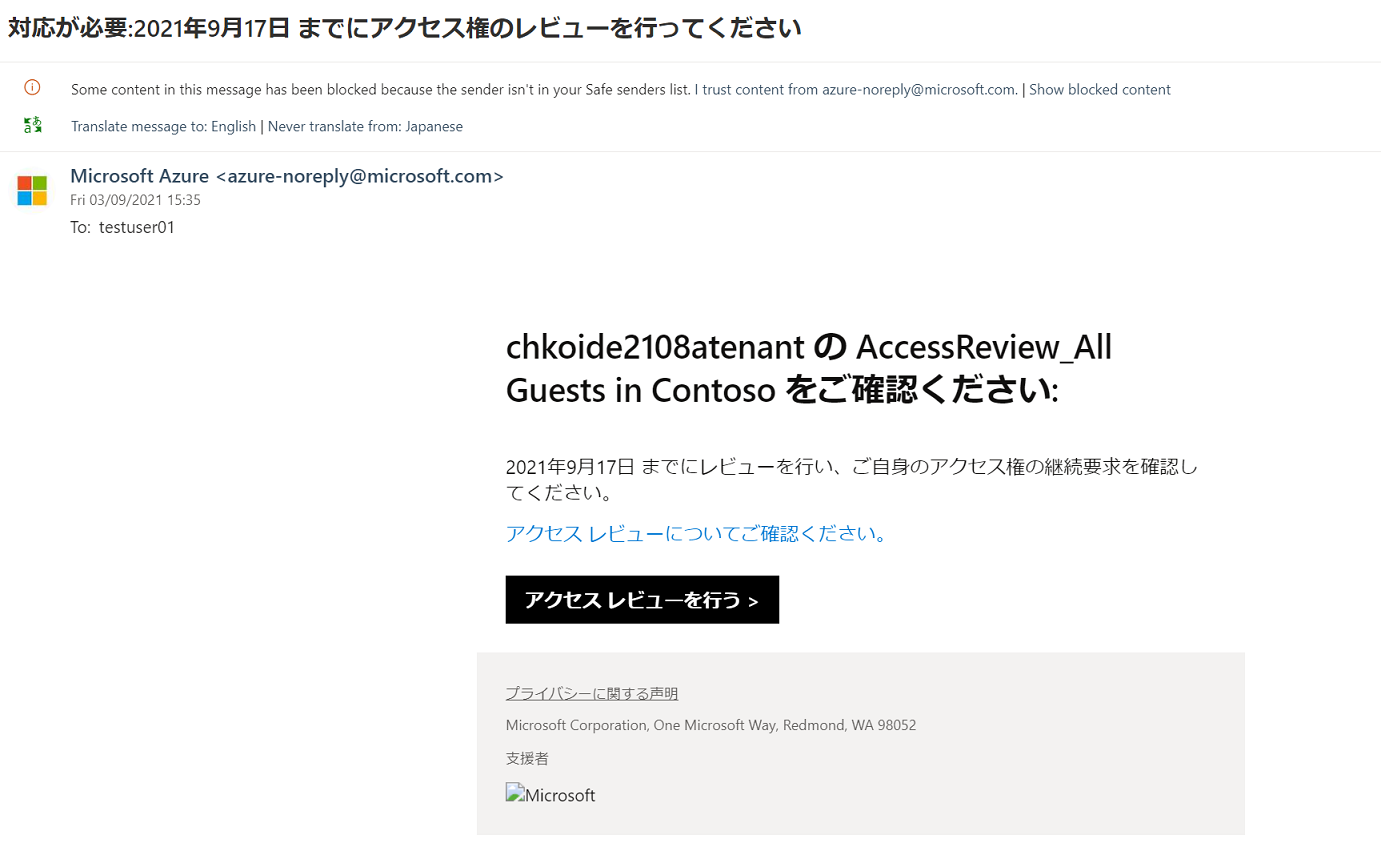 対応が必要:2021年9月17日 までにアクセス権のレビューを行ってください
Some content in this message has been blocked because the sender isn't in your Safe senders list. I trust content from azure-noreply@microsoft.com. | Show blocked content
Translate message to: English | Never translate from: Japanese
Microsoft Azure <azure-noreply@microsoft.com>
Fri 03/09/2021 15:35
To: testuser01
chkoide2108atenant の AccessReview_All
Guests in Contoso をご確認ください:
2021年9月17日 までにレビューを行い、ご自身のアクセス権の継続要求を確認し
てください。
アクセス レビューについてご確認ください。
アクセス レビューを行う >
プライバシーに関する声明
Microsoft Corporation, One Microsoft Way, Redmond, WA 98052
支援者
Microsoft